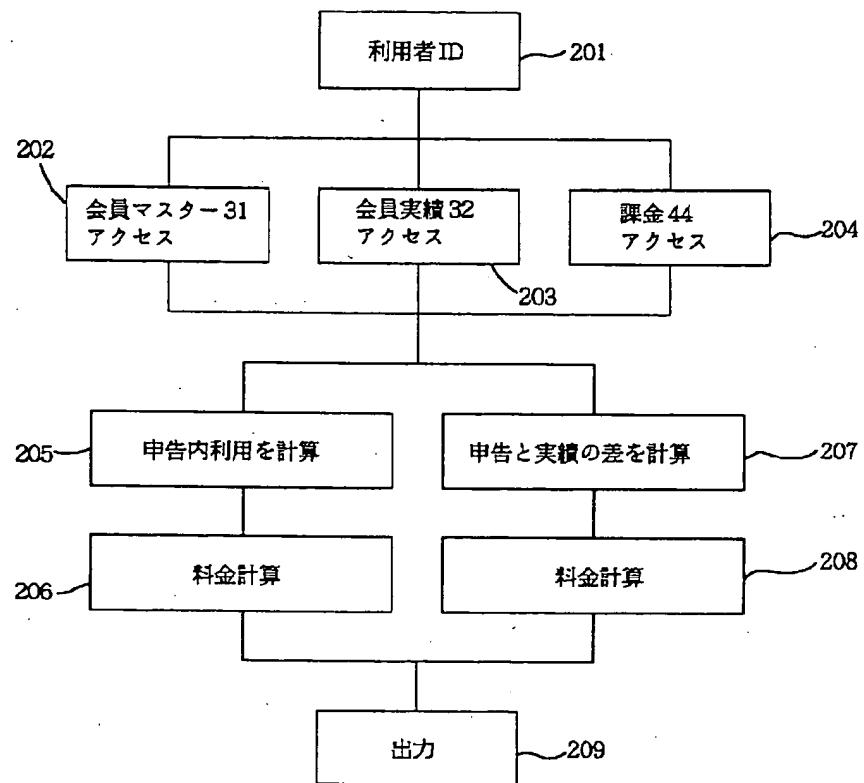 利用者ID
201
202
会員マスター31
アクセス
会員実績32
アクセス
課金44
アクセス
204
203
205
申告内利用を計算
申告と実績の差を計算
207
206
料金計算
料金計算
208
出力
209